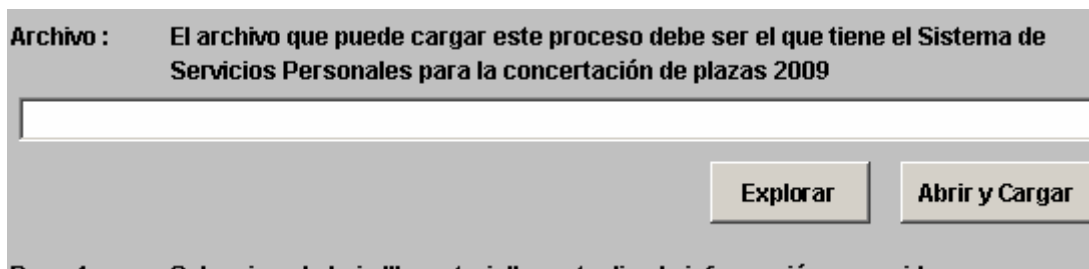 Archivo : El archivo que puede cargar este proceso debe ser el que tiene el Sistema de
Servicios Personales para la concertación de plazas 2009
Explorar Abrir y Cargar